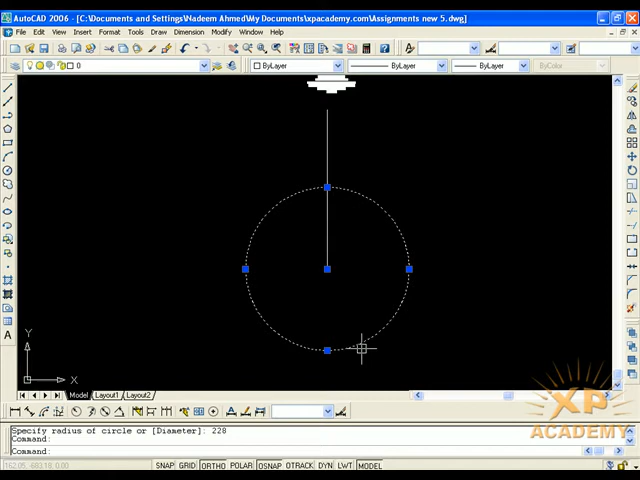 AutoCAD 2006 - [C:\Documents and Settings\Nadeem Ahmed\My Documents\xpacademy.com\Assignments new 5.dwg]
File Edit View Insert Format Tools Draw Dimension Modify Window
0
ByLayer
ByLayer
ByLayer
ByColor
A
Y
X
Model Layout1 Layout2
Specify radius of circle or [Diameter]: 228
Command:
Command:
XP
ACADEMY
SNAP GRID ORTHO POLAR OSNAP OTRACK DYN LWT MODEL